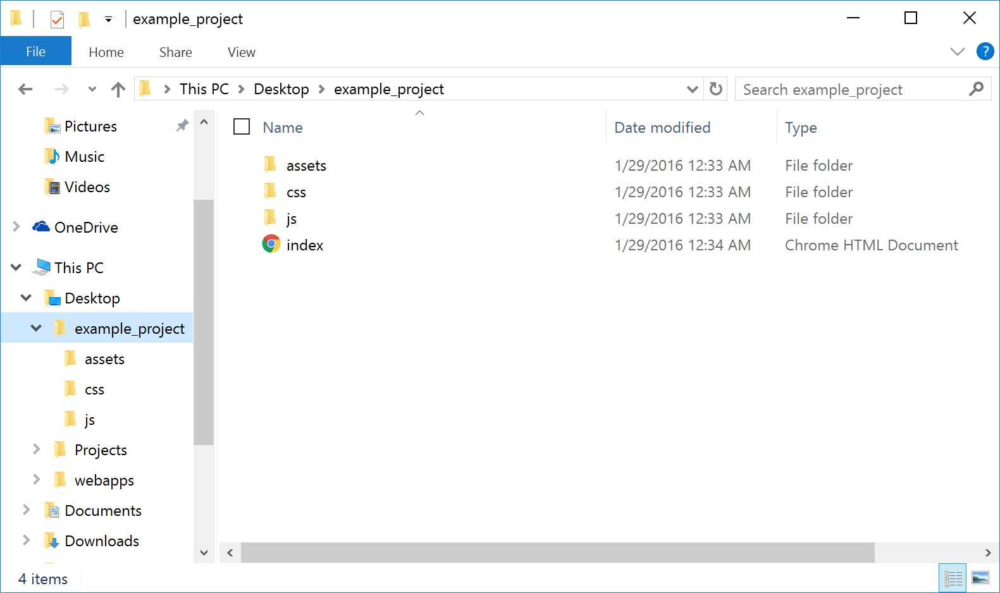 example_project
File Home Share View ?
This PC Desktop example_project
Search example_project
Pictures
Music
Videos
OneDrive
This PC
Desktop
example_project
assets
css
js
Projects
webapps
Documents
Downloads
Name Date modified Type
assets 1/29/2016 12:33 AM File folder
css 1/29/2016 12:33 AM File folder
js 1/29/2016 12:33 AM File folder
index 1/29/2016 12:34 AM Chrome HTML Document
4 items